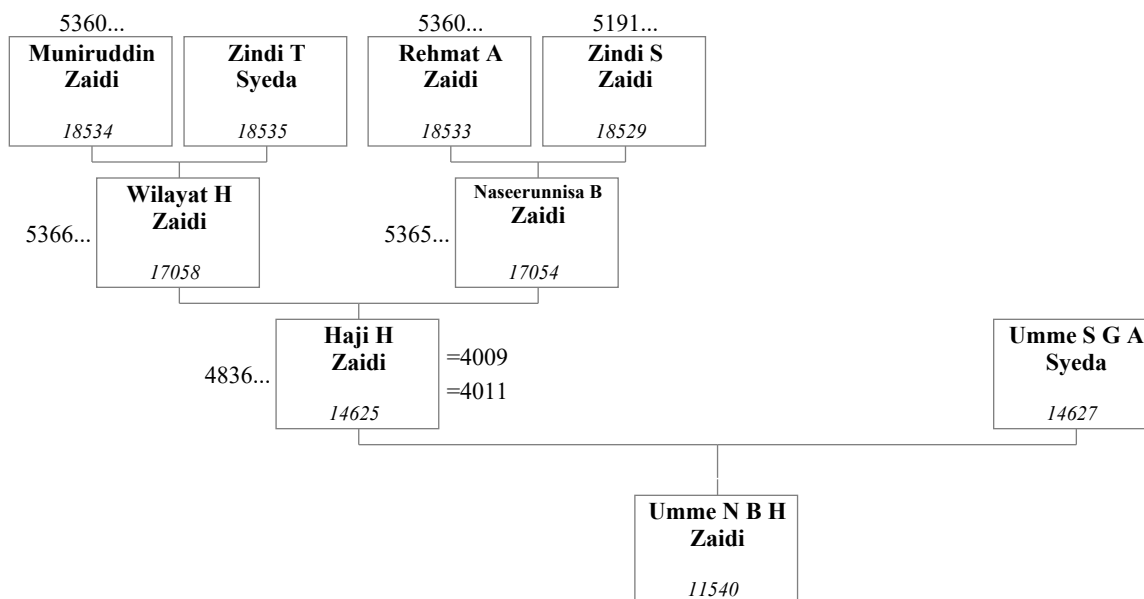 5360...
5360...
5191...
Muniruddin
Zaidi
18534
Zindi T
Syeda
18535
Rehmat A
Zaidi
18533
Zindi S
Zaidi
18529
5366...
Wilayat H
Zaidi
17058
5365...
Naseerunnisa B
Zaidi
17054
4836...
Haji H
Zaidi
14625
=4009
=4011
Umme S G A
Syeda
14627
Umme N B H
Zaidi
11540